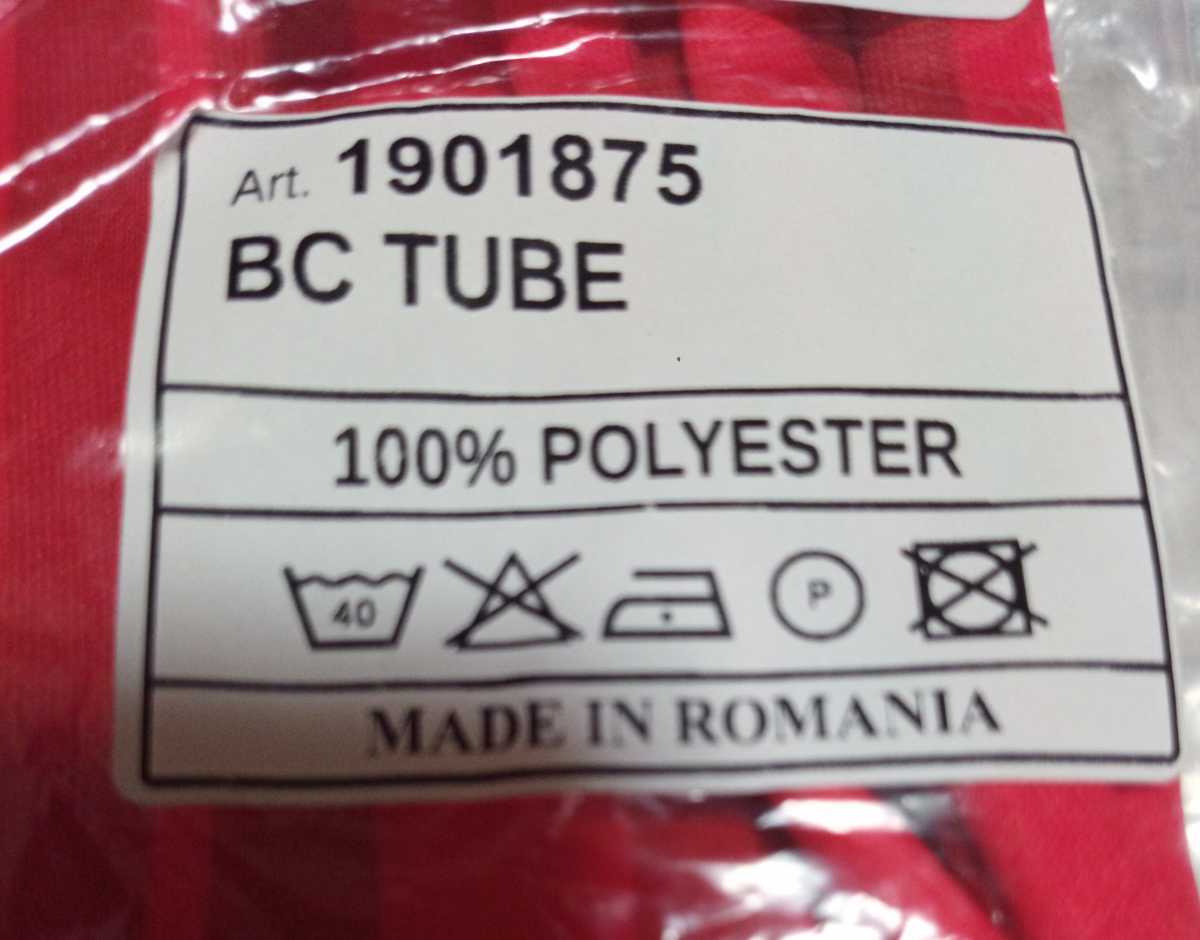 Art. 1901875
BC TUBE
100% POLYESTER
40 P
MADE IN ROMANIA